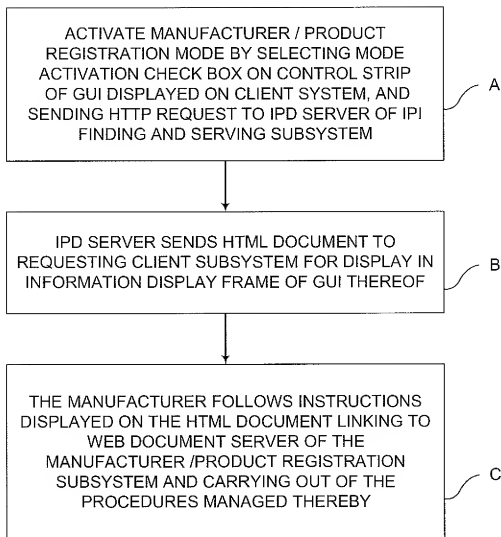 ACTIVATE MANUFACTURER / PRODUCT
REGISTRATION MODE BY SELECTING MODE
ACTIVATION CHECK BOX ON CONTROL STRIP
OF GUI DISPLAYED ON CLIENT SYSTEM, AND
SENDING HTTP REQUEST TO IPD SERVER OF IPI
FINDING AND SERVING SUBSYSTEM
A
IPD SERVER SENDS HTML DOCUMENT TO
REQUESTING CLIENT SUBSYSTEM FOR DISPLAY IN
INFORMATION DISPLAY FRAME OF GUI THEREOF
B
THE MANUFACTURER FOLLOWS INSTRUCTIONS
DISPLAYED ON THE HTML DOCUMENT LINKING TO
WEB DOCUMENT SERVER OF THE
MANUFACTURER /PRODUCT REGISTRATION
SUBSYSTEM AND CARRYING OUT OF THE
PROCEDURES MANAGED THEREBY
C